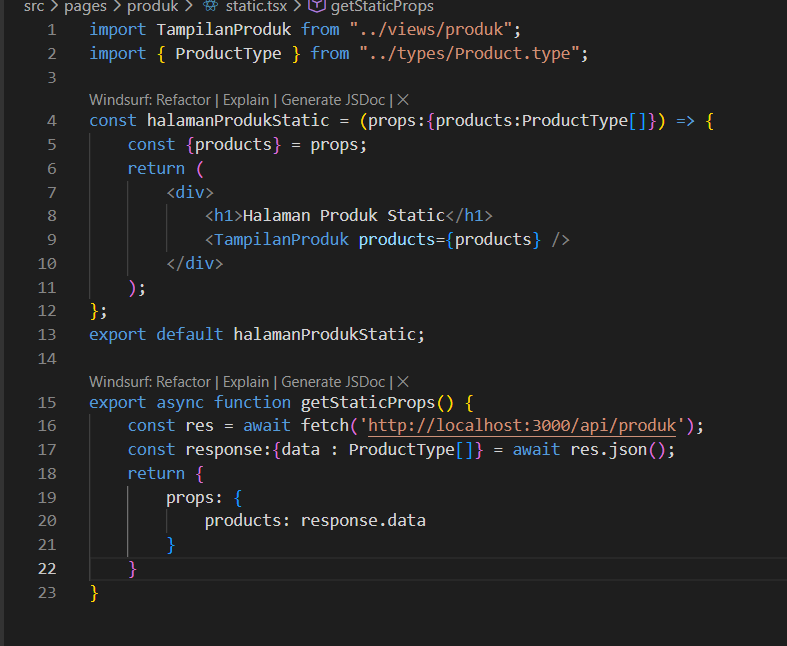 src > pages > produk > static.tsx > getStaticProps
1 import TampilanProduk from "../views/produk";
2 import { ProductType } from "../types/Product.type";
3
Windsurf: Refactor | Explain | Generate JSDoc | ×
4 const halamanProdukStatic = (props:{products:ProductType[]}) => {
5     const {products} = props;
6     return (
7         <div>
8             <h1>Halaman Produk Static</h1>
9             <TampilanProduk products={products} />
10         </div>
11     );
12 };
13 export default halamanProdukStatic;
14
Windsurf: Refactor | Explain | Generate JSDoc | ×
15 export async function getStaticProps() {
16     const res = await fetch('http://localhost:3000/api/produk');
17     const response:{data : ProductType[]} = await res.json();
18     return {
19         props: {
20             products: response.data
21         }
22     }
23 }